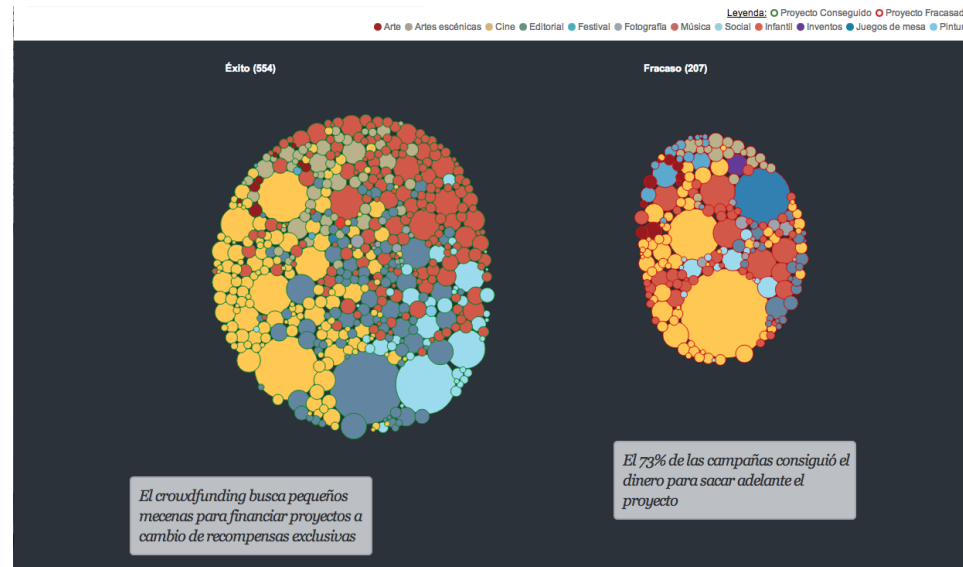 Leyenda: Proyecto Conseguido Proyecto Fracasad
Arte Artes escénicas Cine Editorial Festival Fotografía Música Social Infantil Inventos Juegos de mesa Pintur
Éxito (554)
Fracaso (207)
El 73% de las campañas consiguió el
dinero para sacar adelante el
proyecto
El crowdfunding busca pequeños
mecenas para financiar proyectos a
cambio de recompensas exclusivas